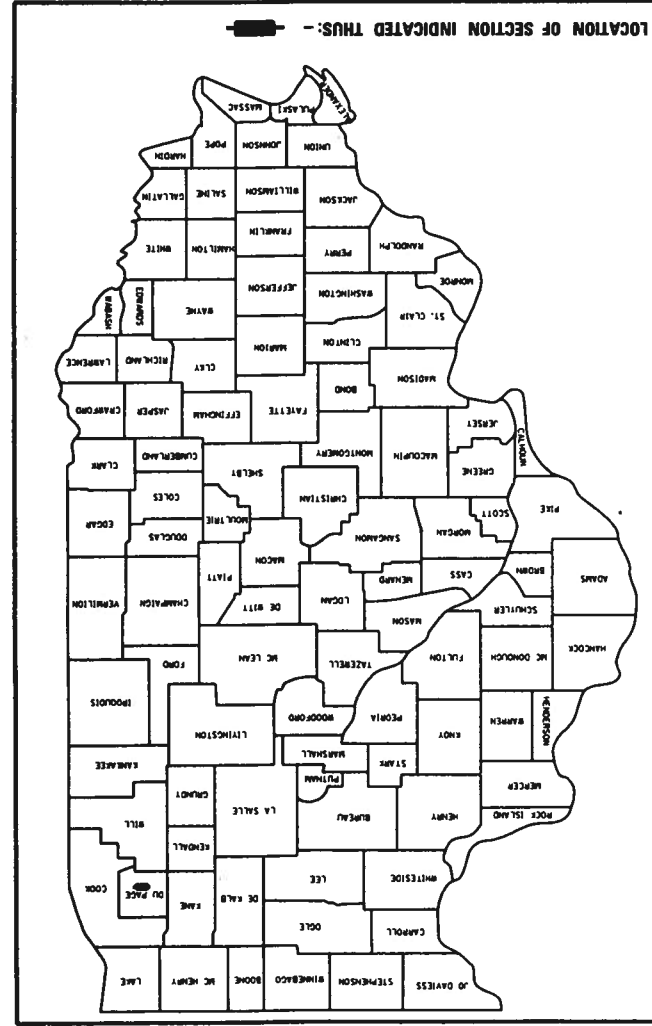 JO DAVIESS
STEPHENSON
WINNEBAGO
BOONE
MC HENRY
LAKE
CARROLL
OGLE
WHITESIDE
LEE
DE KALB
KANE
DU PAGE
COOK
ROCK ISLAND
MERCER
HENRY
BUREAU
LA SALLE
KENDALL
GRUNDY
WILL
PUTNAM
STARK
MARSHALL
KANKAKEE
HENDERSON
WARREN
KNOX
PEORIA
WOODFORD
LIVINGSTON
IROQUOIS
HANCOCK
MC DONOUGH
FULTON
TAZEWELL
MC LEAN
FORD
ADAMS
SCHUYLER
BROWN
MASON
CASS
MENARD
LOGAN
DE WITT
PIATT
CHAMPAIGN
VERMILION
PIKE
SCOTT
MORGAN
SANGAMON
MACON
MOULTRIE
DOUGLAS
EDGAR
COLES
CALHOUN
GREENE
JERSEY
MACOUPIN
MONTGOMERY
CHRISTIAN
SHELBY
CUMBERLAND
CLARK
MADISON
BOND
FAYETTE
EFFINGHAM
JASPER
CRAWFORD
ST. CLAIR
CLINTON
MARION
CLAY
RICHLAND
LAWRENCE
MONROE
WASHINGTON
JEFFERSON
WAYNE
EDWARDS
WABASH
RANDOLPH
PERRY
FRANKLIN
HAMILTON
WHITE
JACKSON
WILLIAMSON
SALINE
GALLATIN
UNION
JOHNSON
POPE
HARDIN
ALEXANDER
PULASKI
MASSAC
LOCATION OF SECTION INDICATED THUS:-